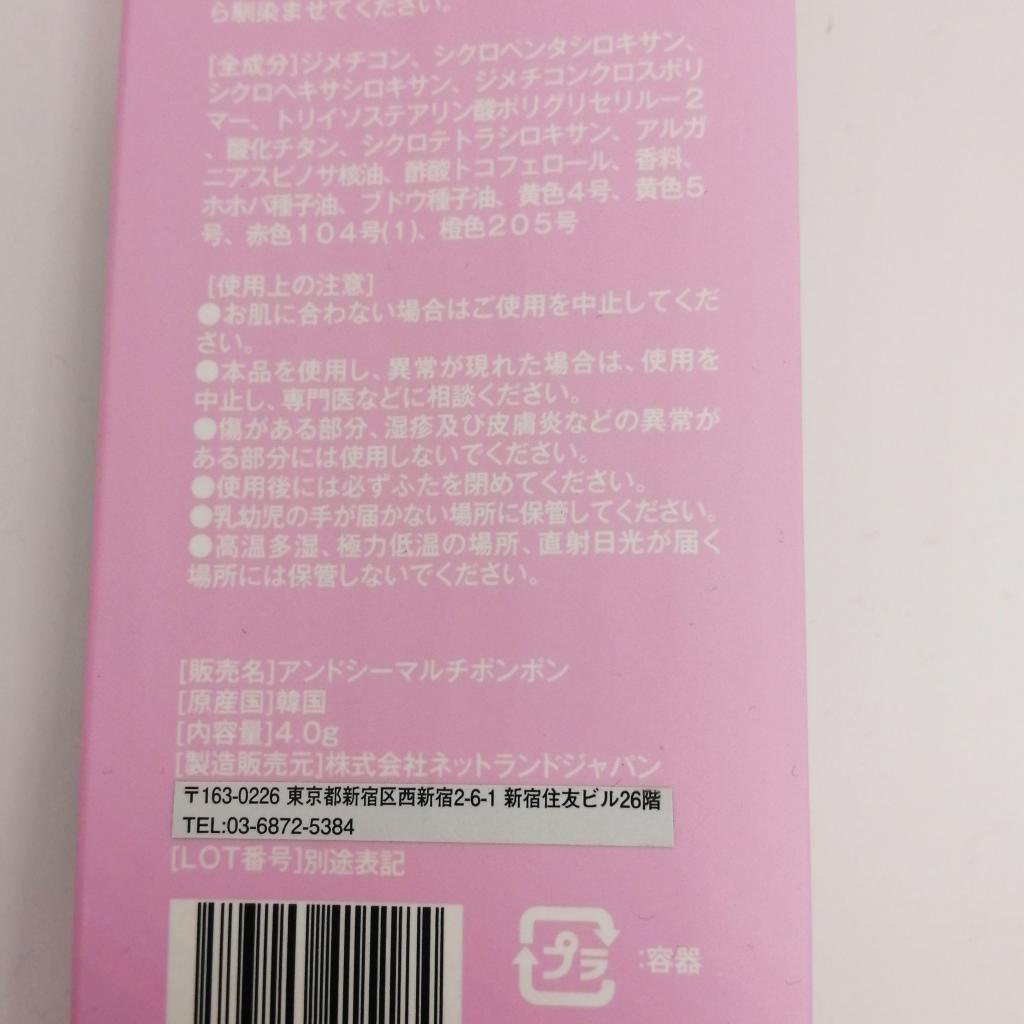 ら馴染ませてください。
[全成分]ジメチコン、シクロペンタシロキサン、
シクロヘキサシロキサン、ジメチコンクロスポリ
マー、トリイソステアリン酸ポリグリセリルー２
、酸化チタン、シクロテトラシロキサン、アルガ
ニアスピノサ核油、酢酸トコフェロール、香料、
ホホバ種子油、ブドウ種子油、黄色４号、黄色５
号、赤色１０４号(1)、橙色２０５号
[使用上の注意]
●お肌に合わない場合はご使用を中止してくだ
さい。
●本品を使用し、異常が現れた場合は、使用を
中止し、専門医などに相談ください。
●傷がある部分、湿疹及び皮膚炎などの異常が
ある部分には使用しないでください。
●使用後には必ずふたを閉めてください。
●乳幼児の手が届かない場所に保管してください。
●高温多湿、極力低温の場所、直射日光が届く
場所には保管しないでください。
[販売名]アンドシーマルチポンポン
[原産国]韓国
[内容量]4.0g
[製造販売元]株式会社ネットランドジャパン
〒163-0226 東京都新宿区西新宿2-6-1 新宿住友ビル26階
TEL:03-6872-5384
[LOT番号]別途表記
プラ :容器